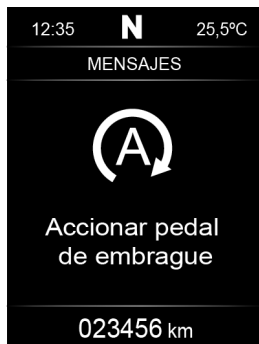 12:35 N 25,5ºC
MENSAJES
A
Accionar pedal
de embrague
023456 km